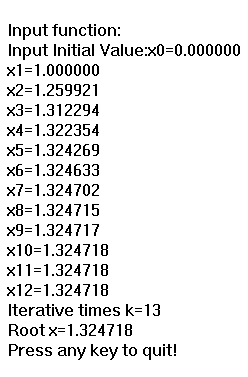 Input function:
Input Initial Value:x0=0.000000
x1=1.000000
x2=1.259921
x3=1.312294
x4=1.322354
x5=1.324269
x6=1.324633
x7=1.324702
x8=1.324715
x9=1.324717
x10=1.324718
x11=1.324718
x12=1.324718
Iterative times k=13
Root x=1.324718
Press any key to quit!